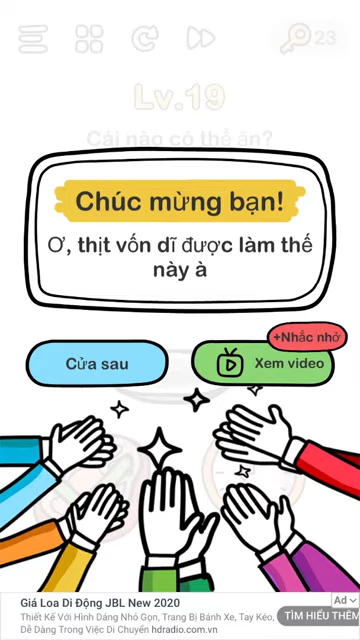 23
Lv.19
Cái nào có thể ăn?
Chúc mừng bạn!
Ơ, thịt vốn dĩ được làm thế
này à
+Nhắc nhở
Cửa sau
Xem video
Giá Loa Di Động JBL New 2020
Ad
Thiết Kế Với Hình Dáng Nhỏ Gọn, Trang Bị Bánh Xe, Tay Kéo,
Dễ Dàng Trong Việc Di Chuyển hdradio.com.vn
TÌM HIỂU THÊM